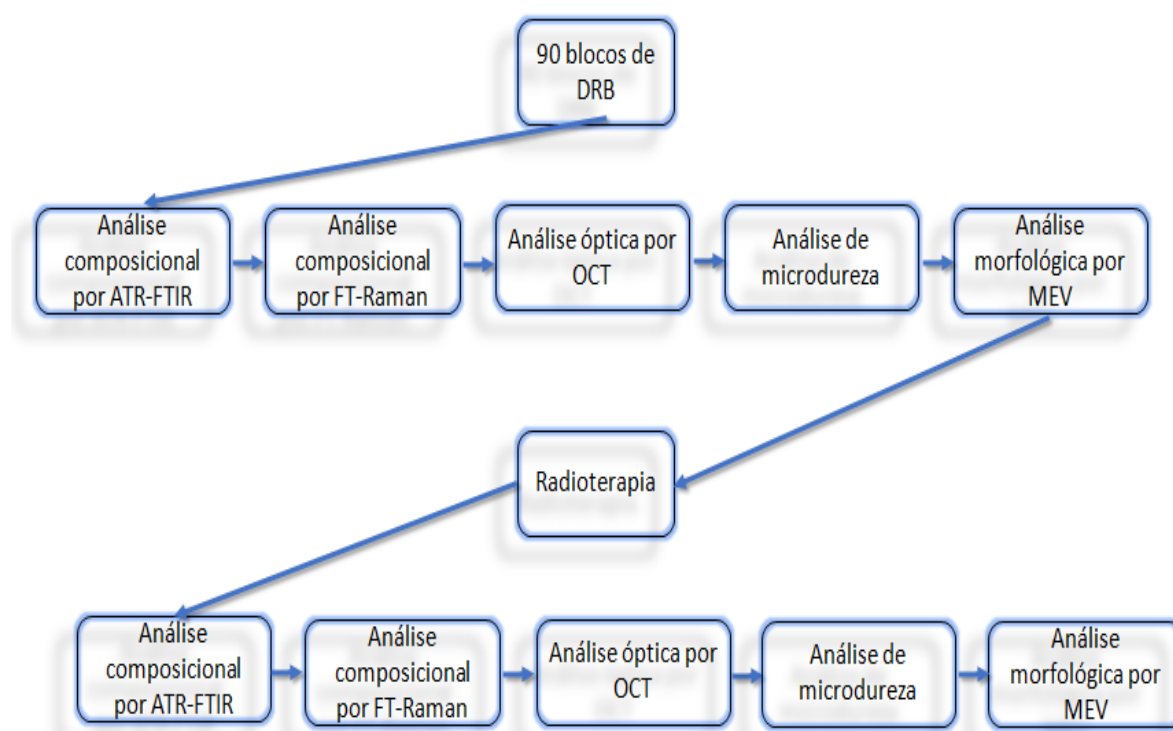 90 blocos de
DRB
Análise
composicional
por ATR-FTIR
Análise
composicional
por FT-Raman
Análise óptica por
OCT
Análise de
microdureza
Análise
morfológica por
MEV
Radioterapia
Análise
composicional
por ATR-FTIR
Análise
composicional
por FT-Raman
Análise óptica por
OCT
Análise de
microdureza
Análise
morfológica por
MEV